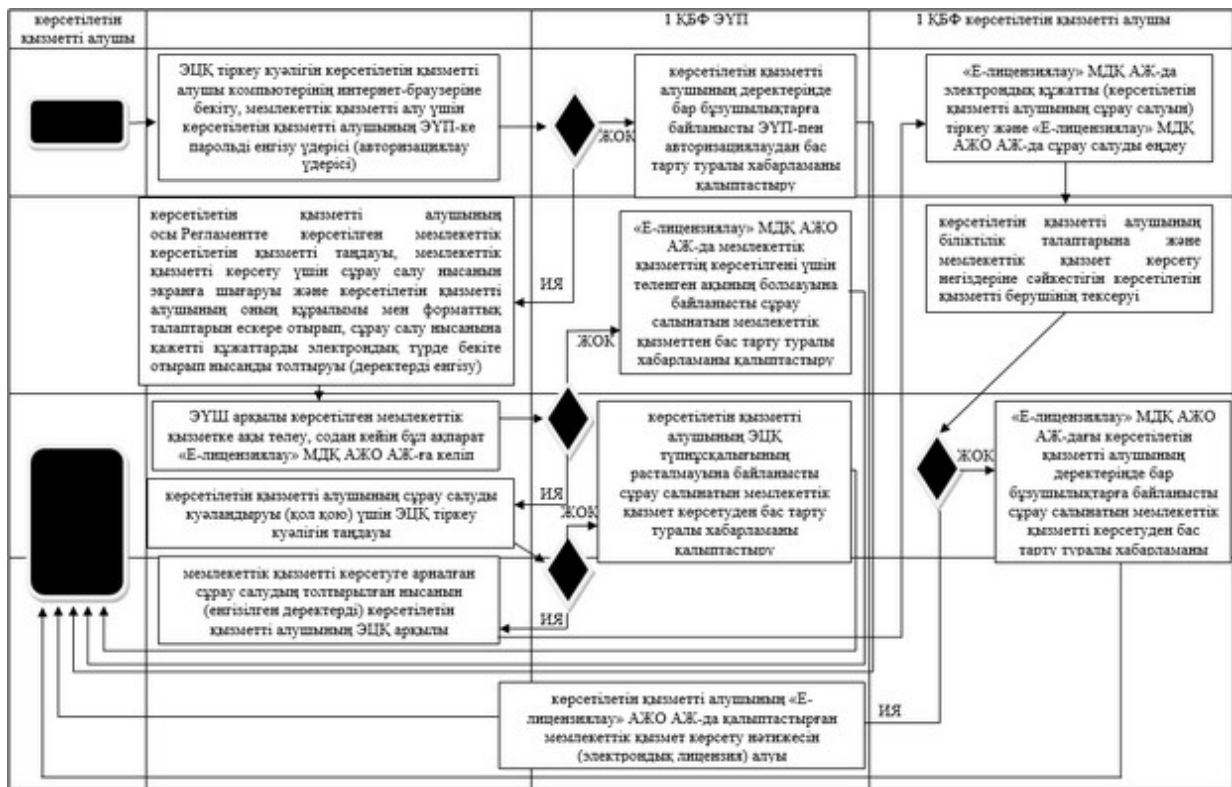 көрсетілетін
қызметті алушы
1 ҚБФ ЭҮП
1 ҚБФ көрсетілетін қызметті алушы
ЭЦҚ тіркеу куәлігін көрсетілетін қызметті
алушы компьютерінің интернет-браузеріне
бекіту, мемлекеттік қызметті алу үшін
көрсетілетін қызметті алушының ЭҮП-ке
парольді енгізу үдерісі (авторизациялау
үдерісі)
ЖОҚ
көрсетілетін қызметті
алушының деректерінде
бар бұзушылықтарға
байланысты ЭҮП-пен
авторизациялаудан бас
тарту туралы хабарламаны
қалыптастыру
«Е-лицензиялау» МДҚ АЖ-да
электрондық құжатты (көрсетілетін
қызметті алушының сұрау салуын)
тіркеу және «Е-лицензиялау» МДҚ
АЖО АЖ-да сұрау салуды өңдеу
көрсетілетін қызметті алушының
осы Регламентте көрсетілген мемлекеттік
көрсетілетін қызметті таңдауы, мемлекеттік
қызметті көрсету үшін сұрау салу нысанын
экранға шығаруы және көрсетілетін қызметті
алушының оның құрылымы мен форматтық
талаптарын ескере отырып, сұрау салу нысанына
қажетті құжаттарды электрондық түрде бекіте
отырып нысанды толтыруы (деректерді енгізу)
ИЯ
«Е-лицензиялау» МДҚ АЖО
АЖ-да мемлекеттік
қызметтің көрсетілгені үшін
төленген ақының болмауына
байланысты сұрау
салынатын мемлекеттік
қызметтен бас тарту туралы
хабарламаны қалыптастыру
ЖОҚ
көрсетілетін қызметті алушының
біліктілік талаптарына және
мемлекеттік қызмет көрсету
негіздеріне сәйкестігін көрсетілетін
қызметті берушінің тексеруі
ЭҮШ арқылы көрсетілген мемлекеттік
қызметке ақы төлеу, содан кейін бұл ақпарат
«Е-лицензиялау» МДҚ АЖО АЖ-ға келіп
көрсетілетін қызметті
алушының ЭЦҚ
түпнұсқалығының
расталмауына байланысты
сұрау салынатын мемлекеттік
қызмет көрсетуден бас тарту
туралы хабарламаны
қалыптастыру
ЖОҚ
«Е-лицензиялау» МДҚ АЖО
АЖ-дағы көрсетілетін
қызметті алушының
деректерінде бар
бұзушылықтарға байланысты
сұрау салынатын мемлекеттік
қызметті көрсетуден бас
тарту туралы хабарламаны
көрсетілетін қызметті алушының сұрау салуды
куәландыруы (қол қою) үшін ЭЦҚ тіркеу
куәлігін таңдауы
ИЯ
ЖОҚ
мемлекеттік қызметті көрсетуге арналған
сұрау салудың толтырылған нысанын
(енгізілген деректерді) көрсетілетін
қызметті алушының ЭЦҚ арқылы
ИЯ
көрсетілетін қызметті алушының «Е-
лицензиялау» АЖО АЖ-да қалыптастырған
мемлекеттік қызмет көрсету нәтижесін
(электрондық лицензия) алуы
ИЯ